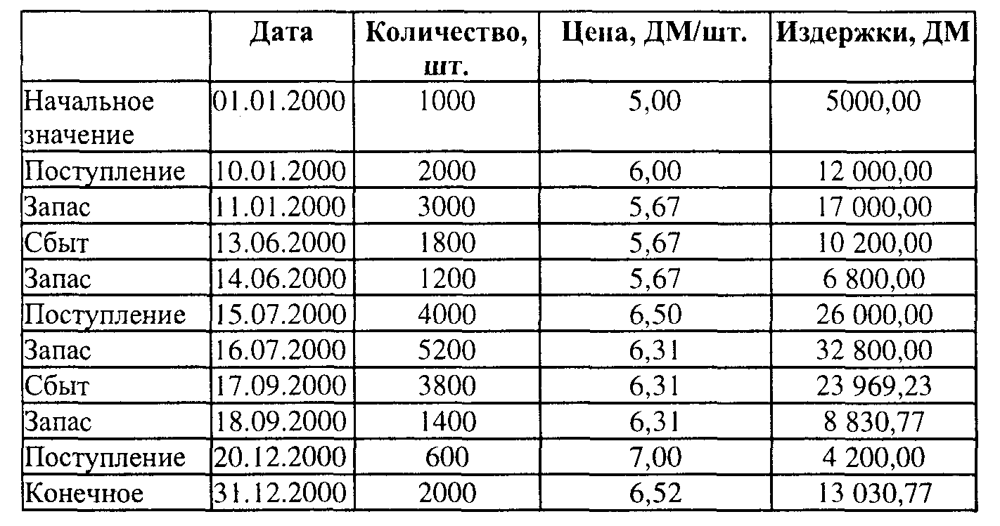 Дата Количество, Цена, ДМ/шт. Издержки, ДМ
шт.
Начальное 01.01.2000 1000 5,00 5000,00
значение
Поступление 10.01.2000 2000 6,00 12 000,00
Запас 11.01.2000 3000 5,67 17 000,00
Сбыт 13.06.2000 1800 5,67 10 200,00
Запас 14.06.2000 1200 5,67 6 800,00
Поступление 15.07.2000 4000 6,50 26 000,00
Запас 16.07.2000 5200 6,31 32 800,00
Сбыт 17.09.2000 3800 6,31 23 969,23
Запас 18.09.2000 1400 6,31 8 830,77
Поступление 20.12.2000 600 7,00 4 200,00
Конечное 31.12.2000 2000 6,52 13 030,77